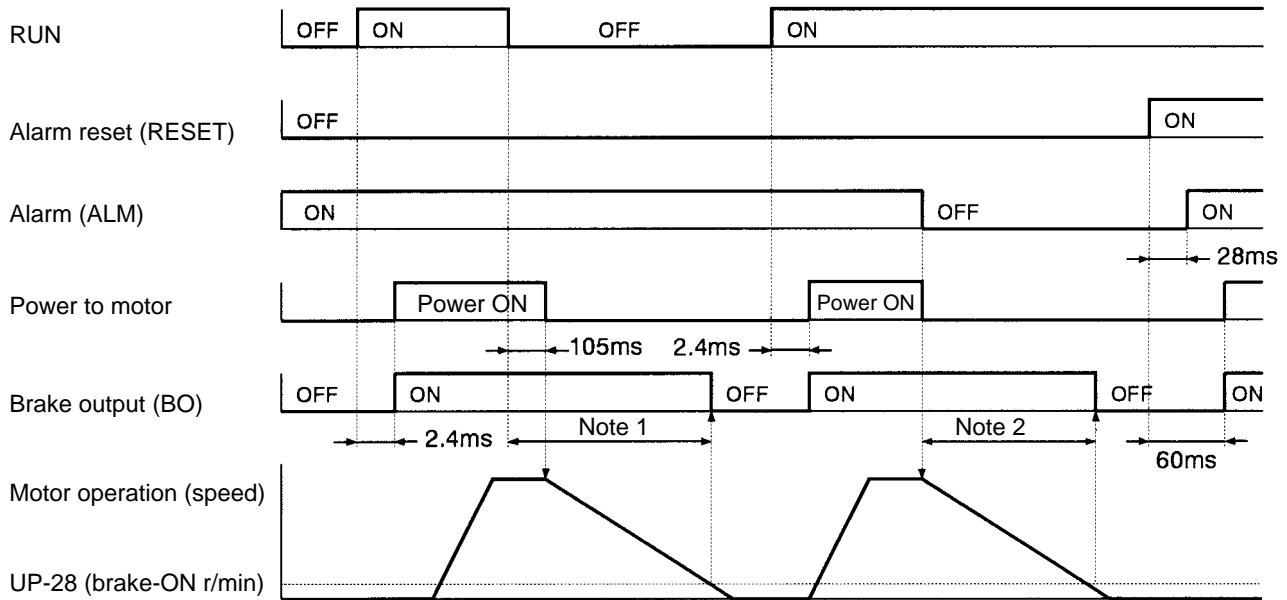 RUN OFF ON OFF ON
Alarm reset (RESET) OFF ON
Alarm (ALM) ON OFF ON
28ms
Power to motor Power ON Power ON
105ms 2.4ms
Brake output (BO) OFF ON OFF ON OFF ON
2.4ms Note 1 Note 2
60ms
Motor operation (speed)
UP-28 (brake-ON r/min)